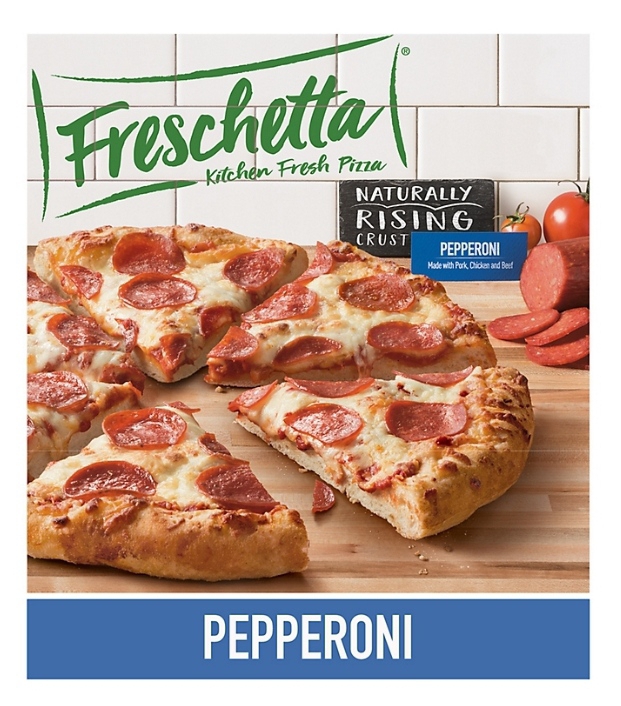 Freschetta®
Kitchen Fresh Pizza
NATURALLY
RISING
CRUST
PEPPERONI
Made with Pork, Chicken and Beef
PEPPERONI